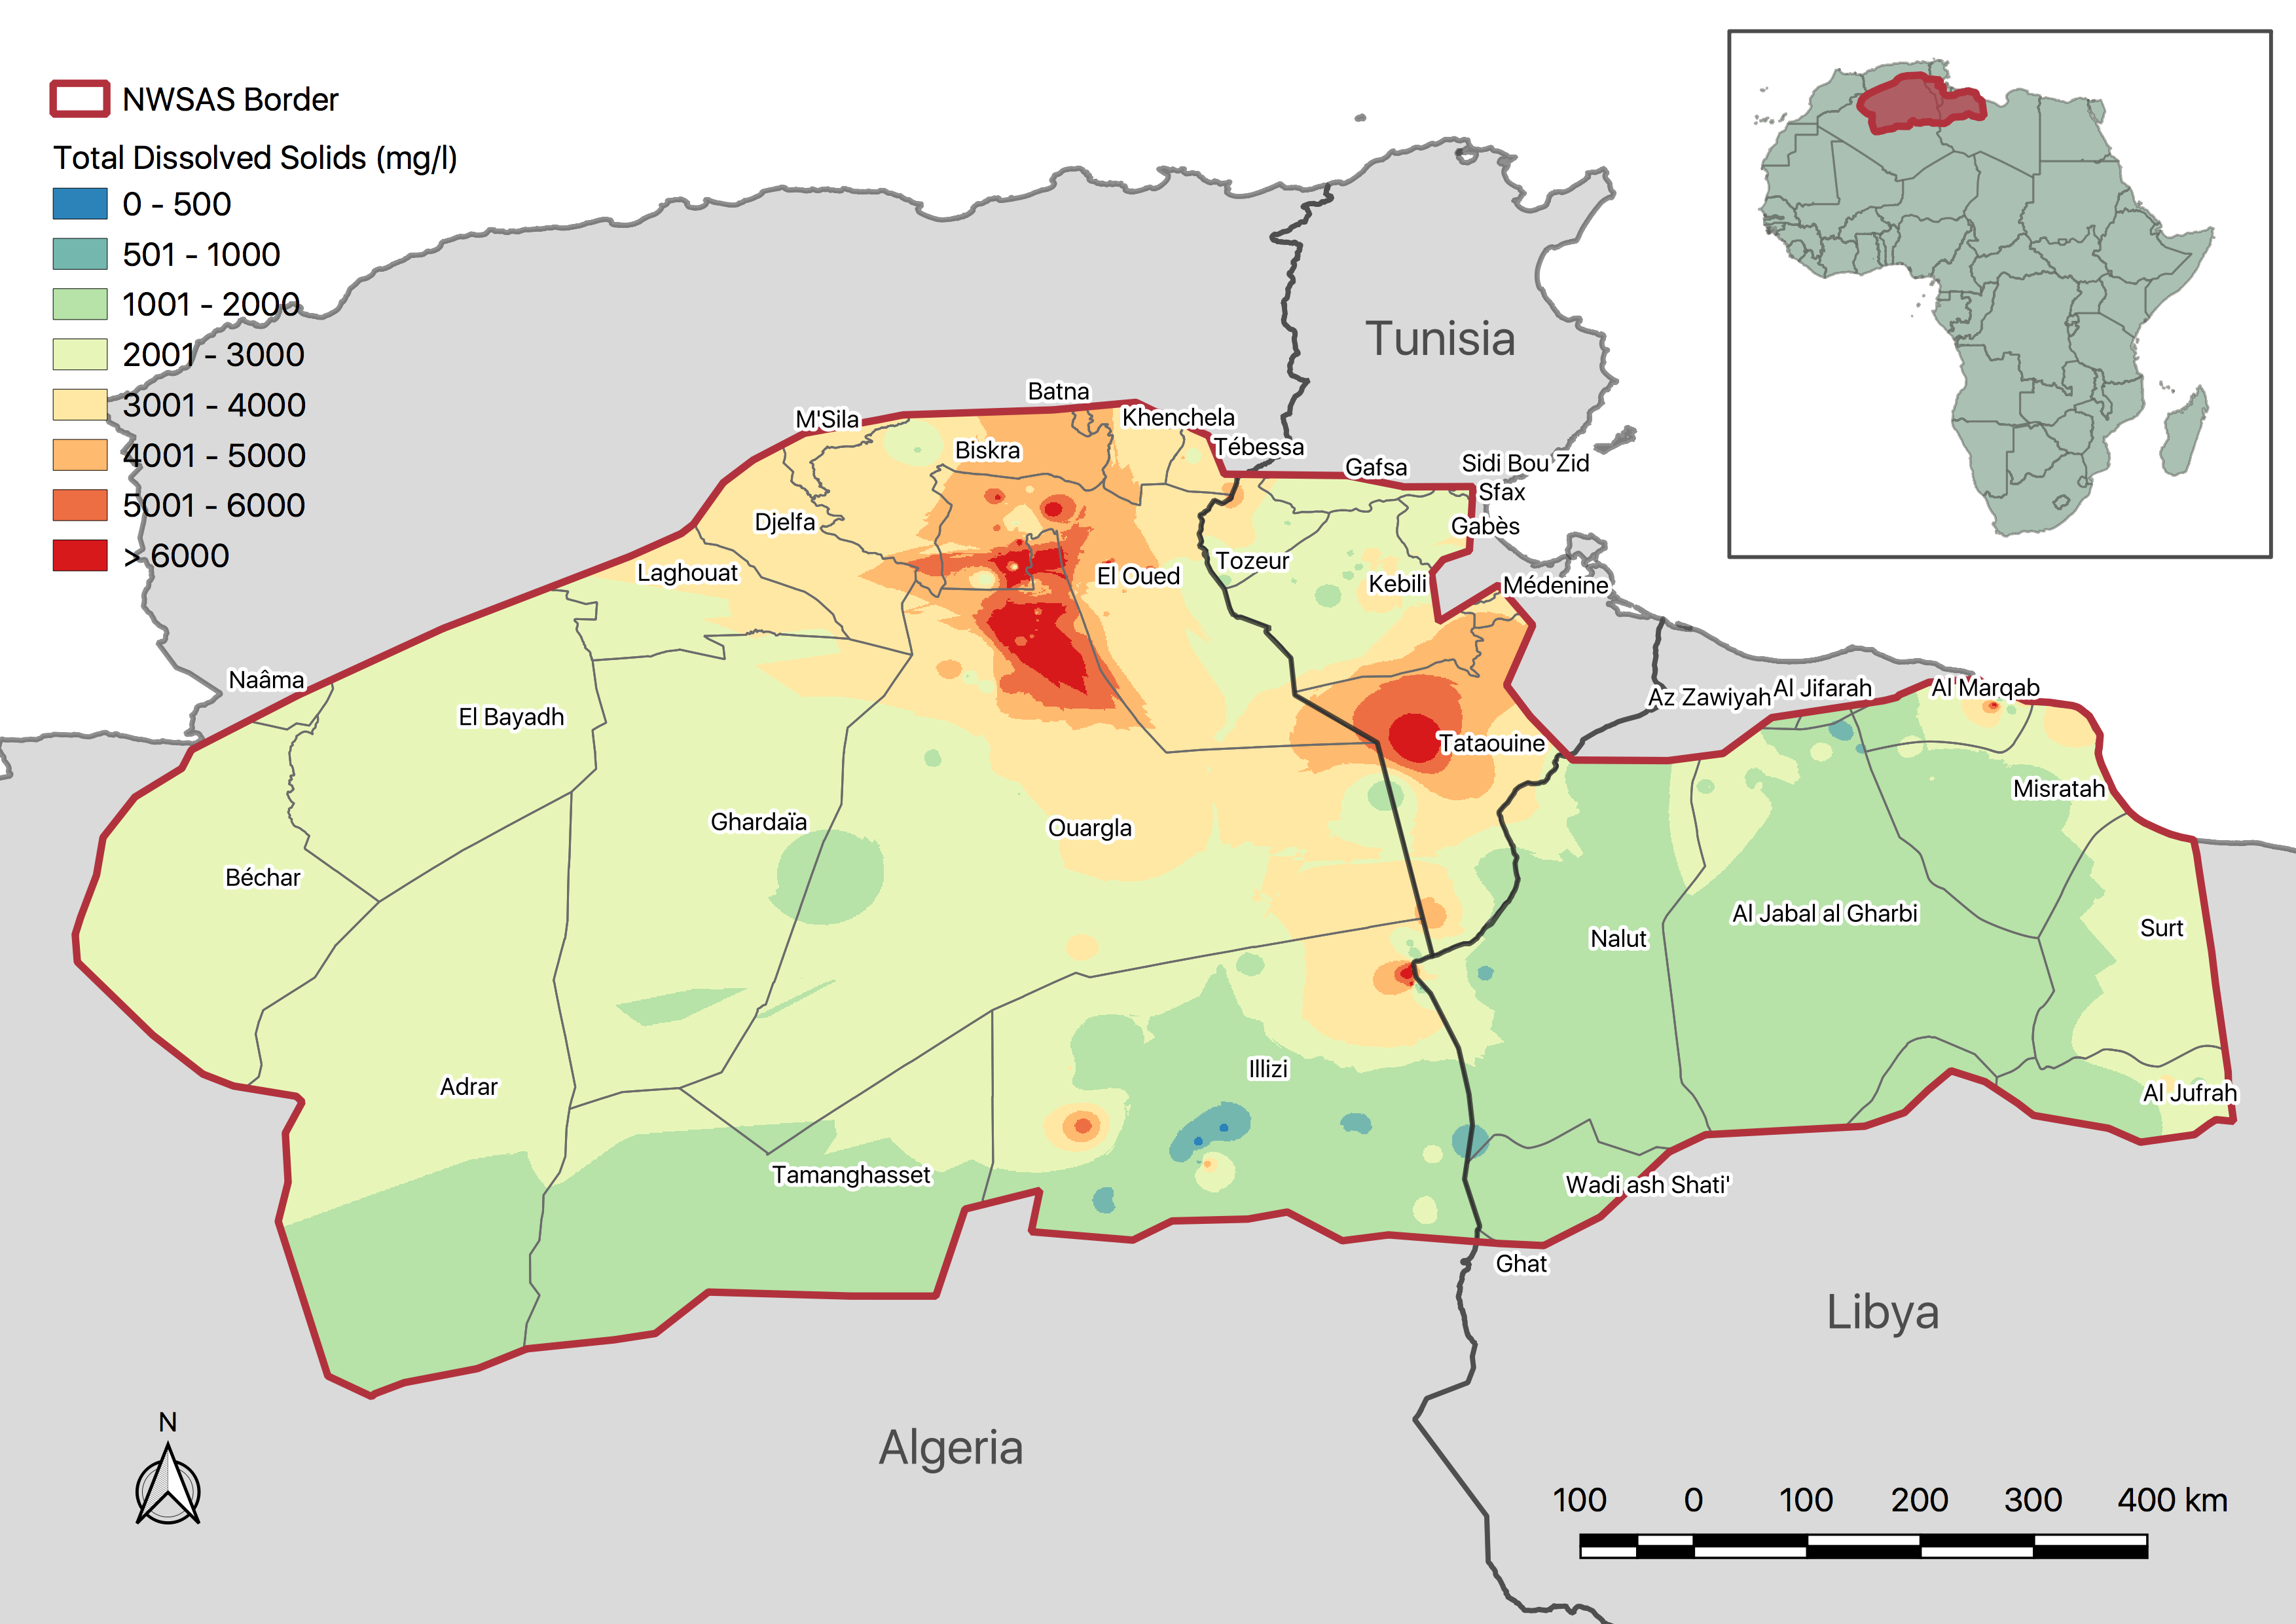 NWSAS Border
Total Dissolved Solids (mg/l)
0 - 500
501 - 1000
1001 - 2000
2001 - 3000
3001 - 4000
4001 - 5000
5001 - 6000
> 6000
Tunisia
Batna
M'Sila
Khenchela
Biskra
Tébessa
Gafsa
Sidi Bou Zid
Sfax
Djelfa
Gabès
Laghouat
El Oued
Tozeur
Kebili
Médenine
Naâma
El Bayadh
Az Zawiyah
Al Jifarah
Al Marqab
Tataouine
Misratah
Ghardaïa
Ouargla
Béchar
Al Jabal al Gharbi
Nalut
Surt
Adrar
Illizi
Al Jufrah
Tamanghasset
Wadi ash Shati'
Ghat
Libya
Algeria
N
100 0 100 200 300 400 km